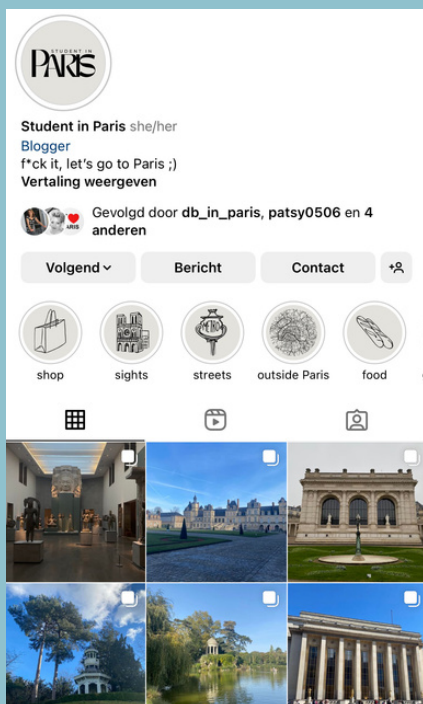 STUDENT IN
PARIS
Student in Paris she/her
Blogger
f*ck it, let's go to Paris ;)
Vertaling weergeven
Gevolgd door db_in_paris, patsy0506 en 4
anderen
Volgend
Bericht
Contact
METRO
shop
sights
streets
outside Paris
food